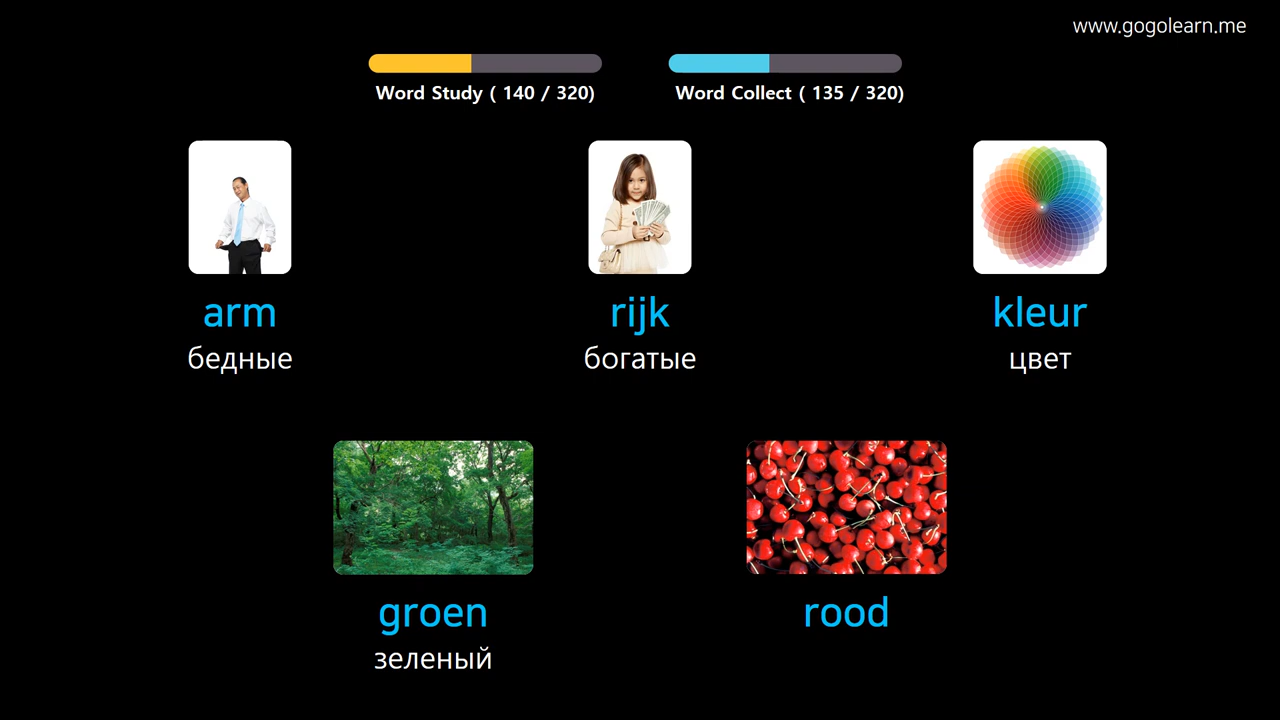 www.gogolearn.me
Word Study ( 140 / 320)
Word Collect ( 135 / 320)
arm
бедные
rijk
богатые
kleur
цвет
groen
зеленый
rood